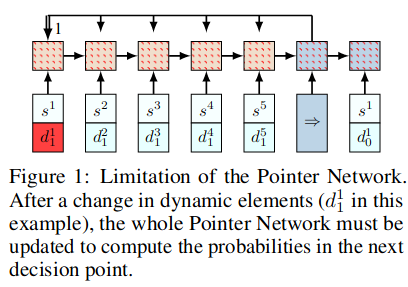 1
s^1 s^2 s^3 s^4 s^5 ⇒ s^1
d_1^1 d_1^2 d_1^3 d_1^4 d_1^5 d_0^1
Figure 1: Limitation of the Pointer Network.
After a change in dynamic elements (d_1^1 in this
example), the whole Pointer Network must be
updated to compute the probabilities in the next
decision point.